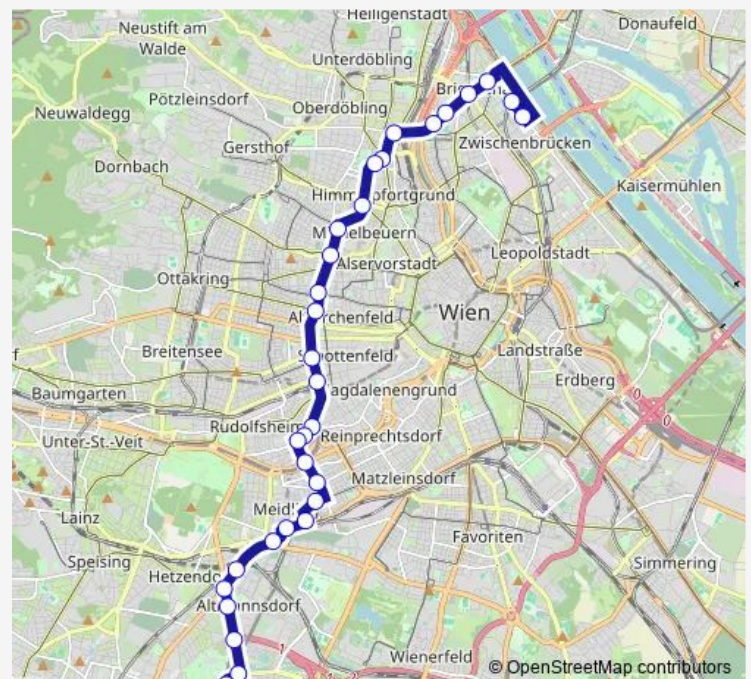 Heiligenstadt
Neustift am
Walde
Donaufeld
Unterdöbling
Neuwaldegg
Pötzleinsdorf
Oberdöbling
Zwischenbrücken
Gersthof
Dornbach
Kaisermühlen
Alservorstadt
Leopoldstadt
Ottakring
Wien
Breitensee
Landstraße
Erdberg
Baumgarten
Unter-St.-Veit
Reinprechtsdorf
Matzleinsdorf
Lainz
Favoriten
Speising
Simmering
Wienerfeld
© OpenStreetMap contributors